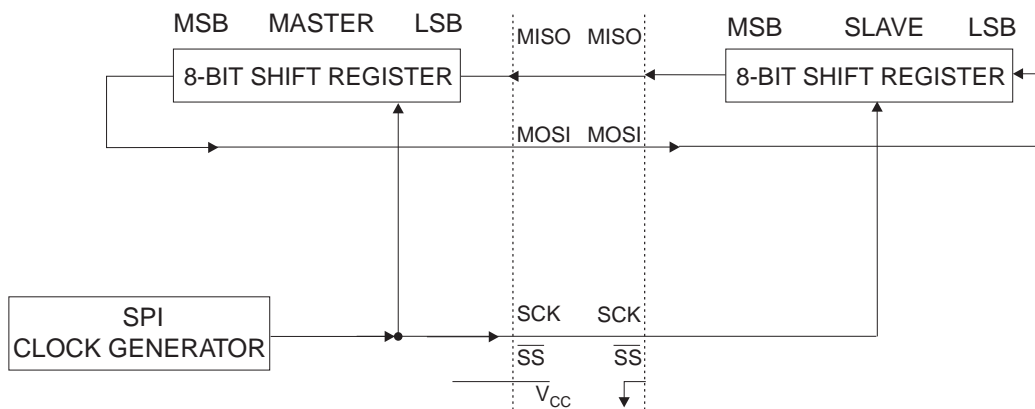 MSB MASTER LSB
8-BIT SHIFT REGISTER
MISO MISO
MSB SLAVE LSB
8-BIT SHIFT REGISTER
MOSI MOSI
SPI
CLOCK GENERATOR
SCK SCK
SS SS
VCC